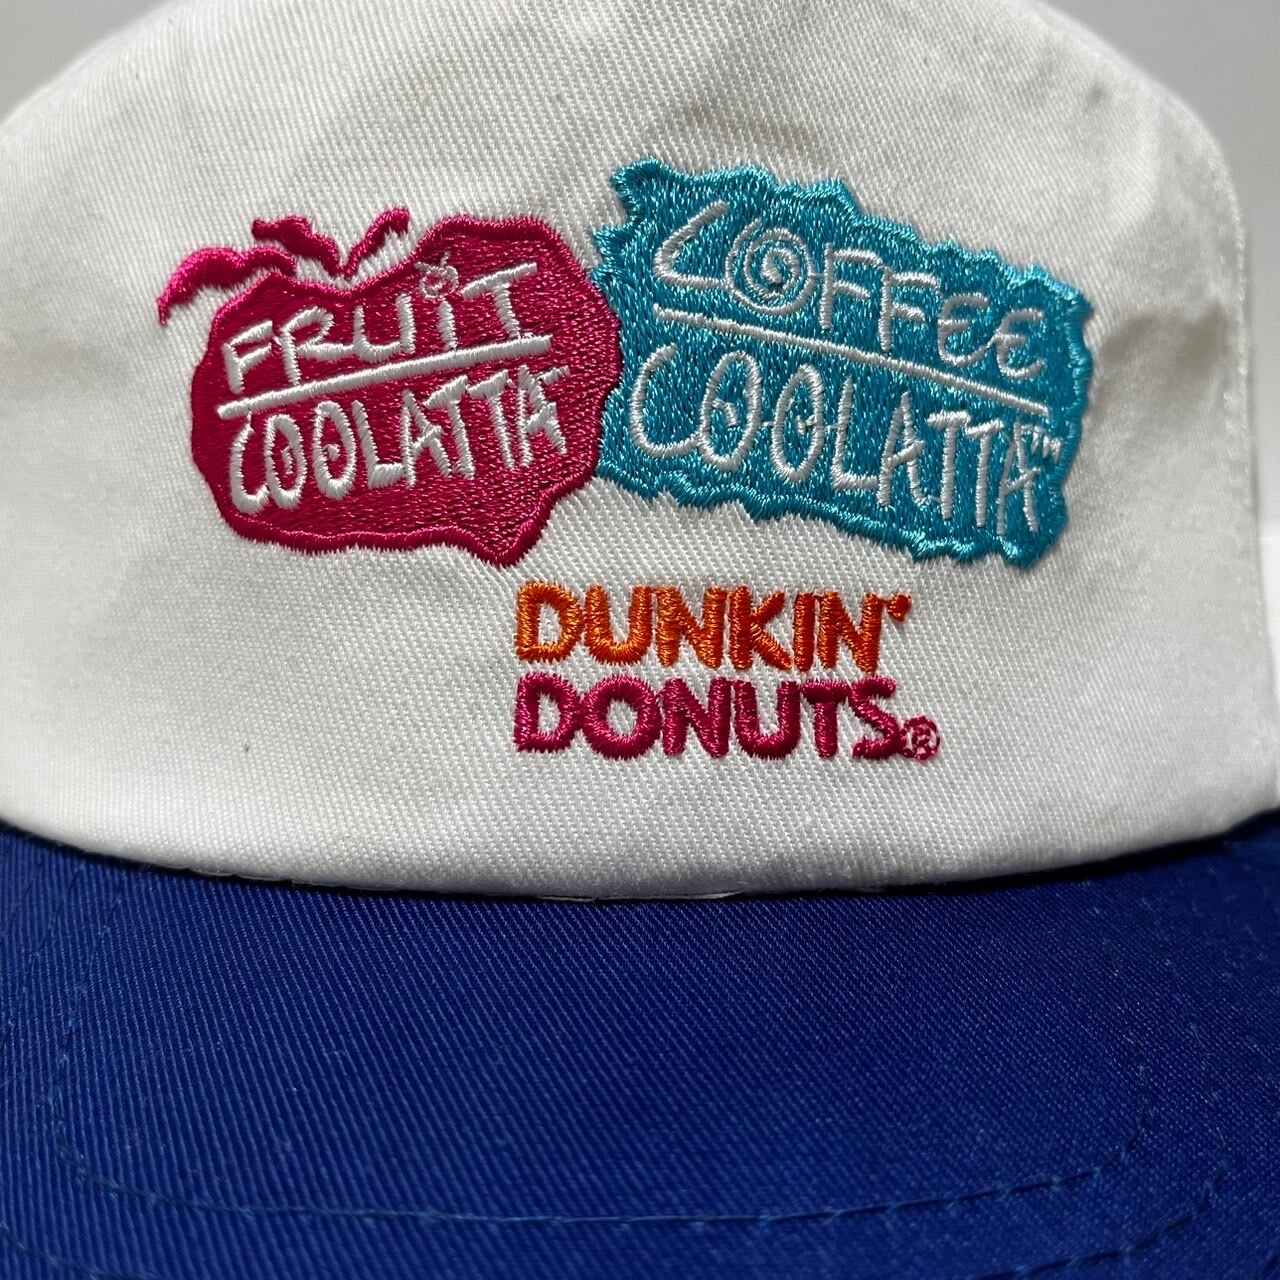 FRUiT
COOLATTA
COFFEE
COOLATTA™
DUNKIN'
DONUTS®